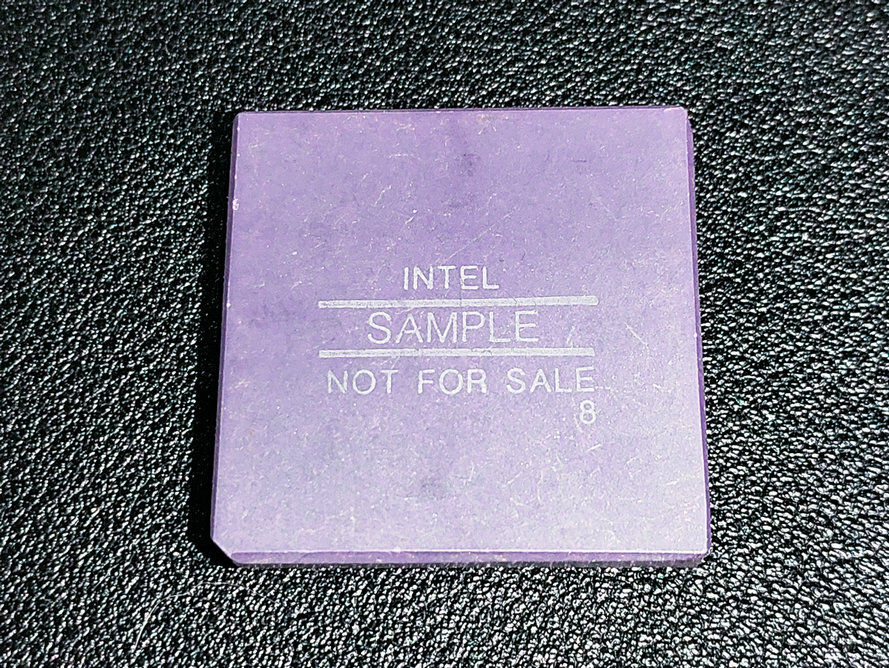 INTEL
SAMPLE
NOT FOR SALE
8